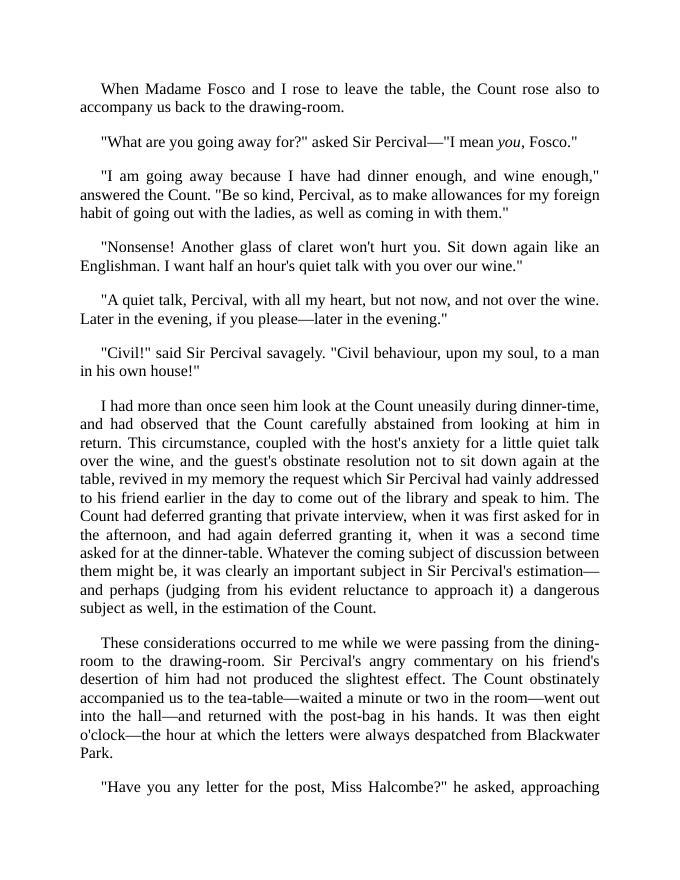 When Madame Fosco and I rose to leave the table, the Count rose also to
accompany us back to the drawing-room.
"What are you going away for?" asked Sir Percival—"I mean you, Fosco."
"I am going away because I have had dinner enough, and wine enough,"
answered the Count. "Be so kind, Percival, as to make allowances for my foreign
habit of going out with the ladies, as well as coming in with them."
"Nonsense! Another glass of claret won't hurt you. Sit down again like an
Englishman. I want half an hour's quiet talk with you over our wine."
"A quiet talk, Percival, with all my heart, but not now, and not over the wine.
Later in the evening, if you please—later in the evening."
"Civil!" said Sir Percival savagely. "Civil behaviour, upon my soul, to a man
in his own house!"
I had more than once seen him look at the Count uneasily during dinner-time,
and had observed that the Count carefully abstained from looking at him in
return. This circumstance, coupled with the host's anxiety for a little quiet talk
over the wine, and the guest's obstinate resolution not to sit down again at the
table, revived in my memory the request which Sir Percival had vainly addressed
to his friend earlier in the day to come out of the library and speak to him. The
Count had deferred granting that private interview, when it was first asked for in
the afternoon, and had again deferred granting it, when it was a second time
asked for at the dinner-table. Whatever the coming subject of discussion between
them might be, it was clearly an important subject in Sir Percival's estimation—
and perhaps (judging from his evident reluctance to approach it) a dangerous
subject as well, in the estimation of the Count.
These considerations occurred to me while we were passing from the dining-
room to the drawing-room. Sir Percival's angry commentary on his friend's
desertion of him had not produced the slightest effect. The Count obstinately
accompanied us to the tea-table—waited a minute or two in the room—went out
into the hall—and returned with the post-bag in his hands. It was then eight
o'clock—the hour at which the letters were always despatched from Blackwater
Park.
"Have you any letter for the post, Miss Halcombe?" he asked, approaching